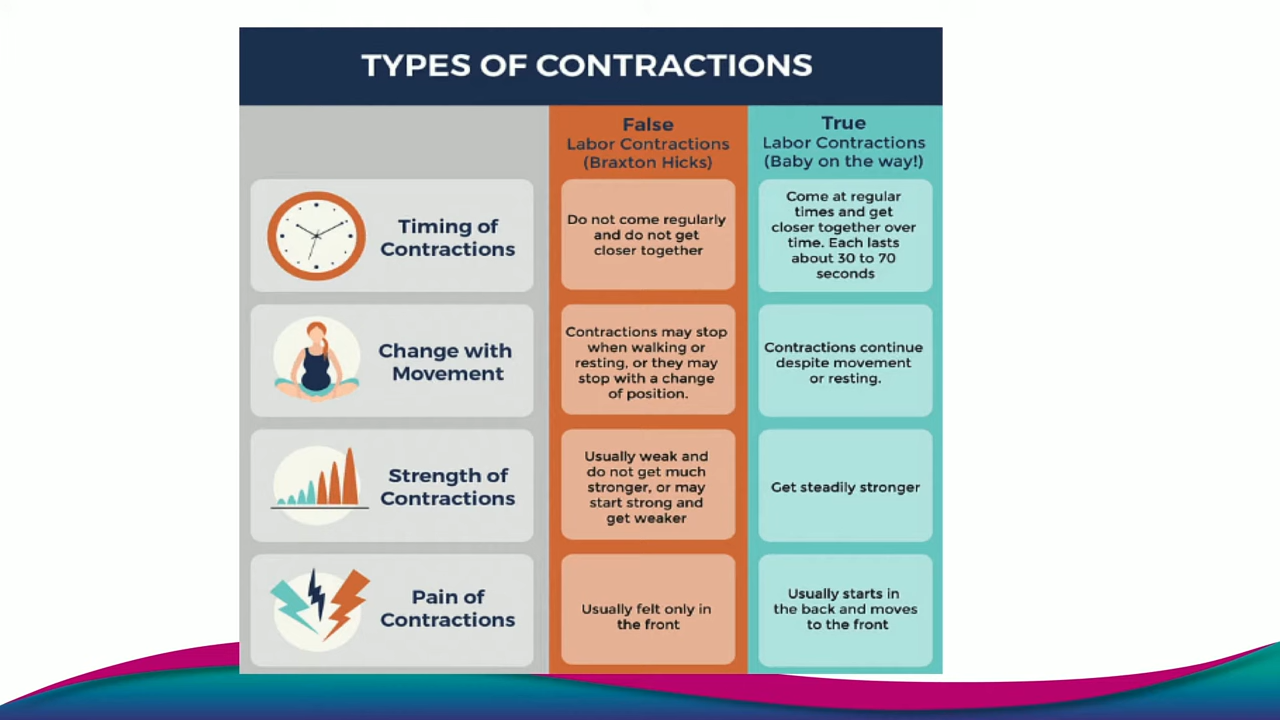 TYPES OF CONTRACTIONS
False
Labor Contractions
(Braxton Hicks)
True
Labor Contractions
(Baby on the way!)
Timing of
Contractions
Do not come regularly
and do not get
closer together
Come at regular
times and get
closer together over
time. Each lasts
about 30 to 70
seconds
Change with
Movement
Contractions may stop
when walking or
resting, or they may
stop with a change
of position.
Contractions continue
despite movement
or resting.
Strength of
Contractions
Usually weak and
do not get much
stronger, or may
start strong and
get weaker
Get steadily stronger
Pain of
Contractions
Usually felt only in
the front
Usually starts in
the back and moves
to the front